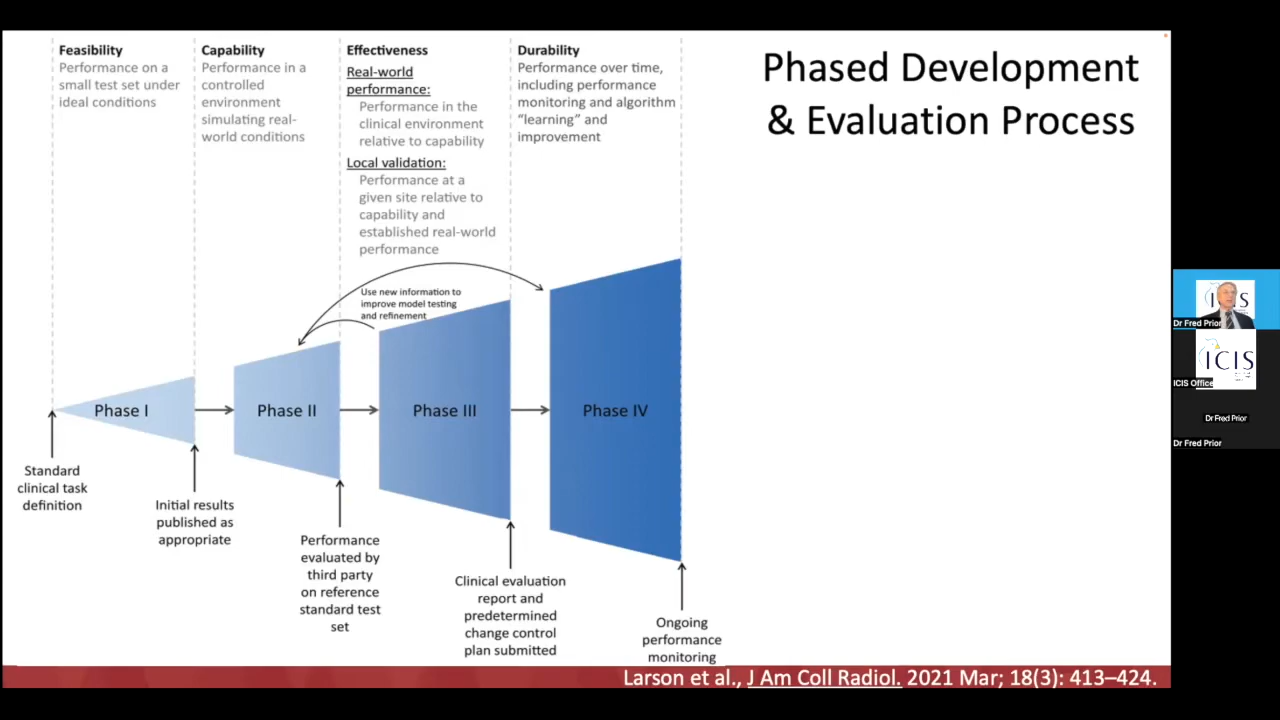 Phased Development
& Evaluation Process
Feasibility
Performance on a
small test set under
ideal conditions
Capability
Performance in a
controlled
environment
simulating real-
world conditions
Effectiveness
Real-world
performance:
Performance in the
clinical environment
relative to capability
Local validation:
Performance at a
given site relative to
capability and
established real-world
performance
Durability
Performance over time,
including performance
monitoring and algorithm
“learning” and
improvement
Use new information to
improve model testing
and refinement
Phase I
Phase II
Phase III
Phase IV
Standard
clinical task
definition
Initial results
published as
appropriate
Performance
evaluated by
third party
on reference
standard test
set
Clinical evaluation
report and
predetermined
change control
plan submitted
Ongoing
performance
monitoring
Larson et al., J Am Coll Radiol. 2021 Mar; 18(3): 413–424.
Dr Fred Prior
ICIS
ICIS Office
Dr Fred Prior
Dr Fred Prior